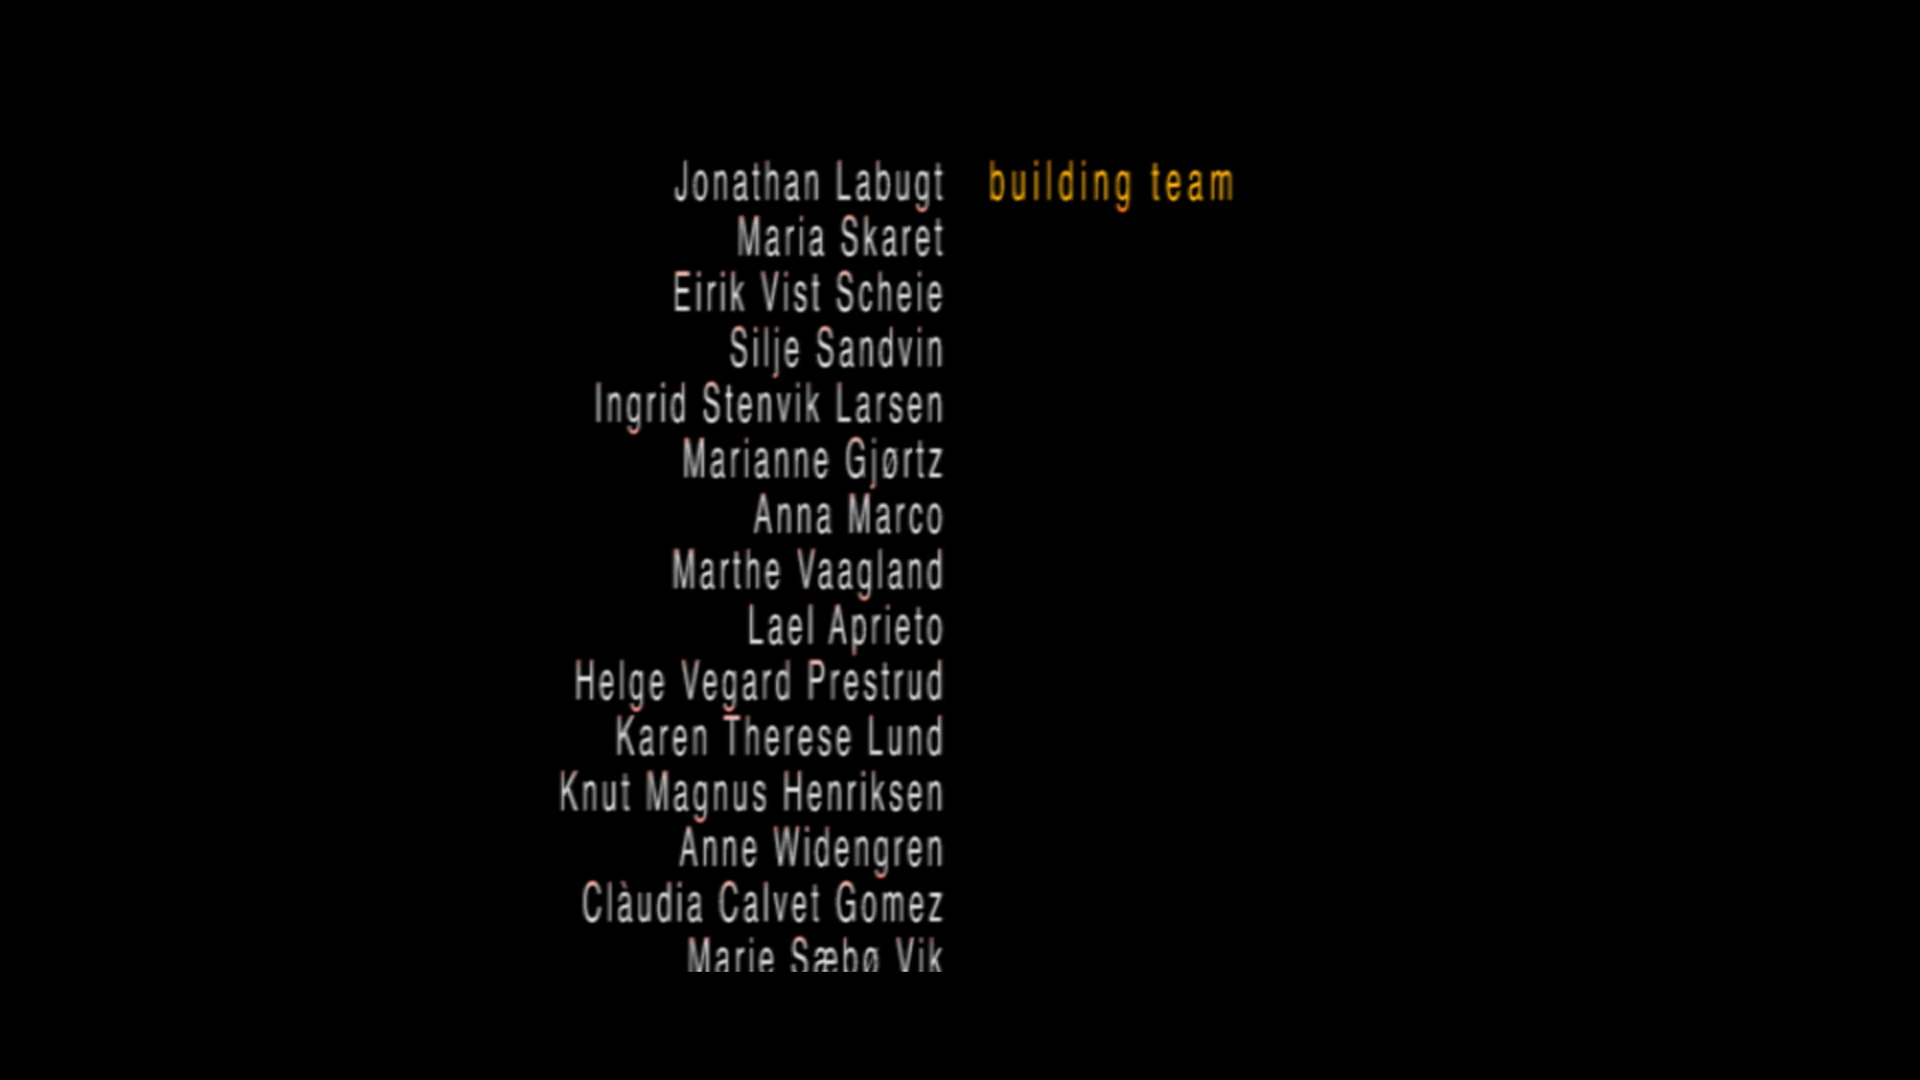 Jonathan Labugt building team
Maria Skaret
Eirik Vist Scheie
Silje Sandvin
Ingrid Stenvik Larsen
Marianne Gjørtz
Anna Marco
Marthe Vaagland
Lael Aprieto
Helge Vegard Prestrud
Karen Therese Lund
Knut Magnus Henriksen
Anne Widengren
Clàudia Calvet Gomez
Marie Sæbø Vik